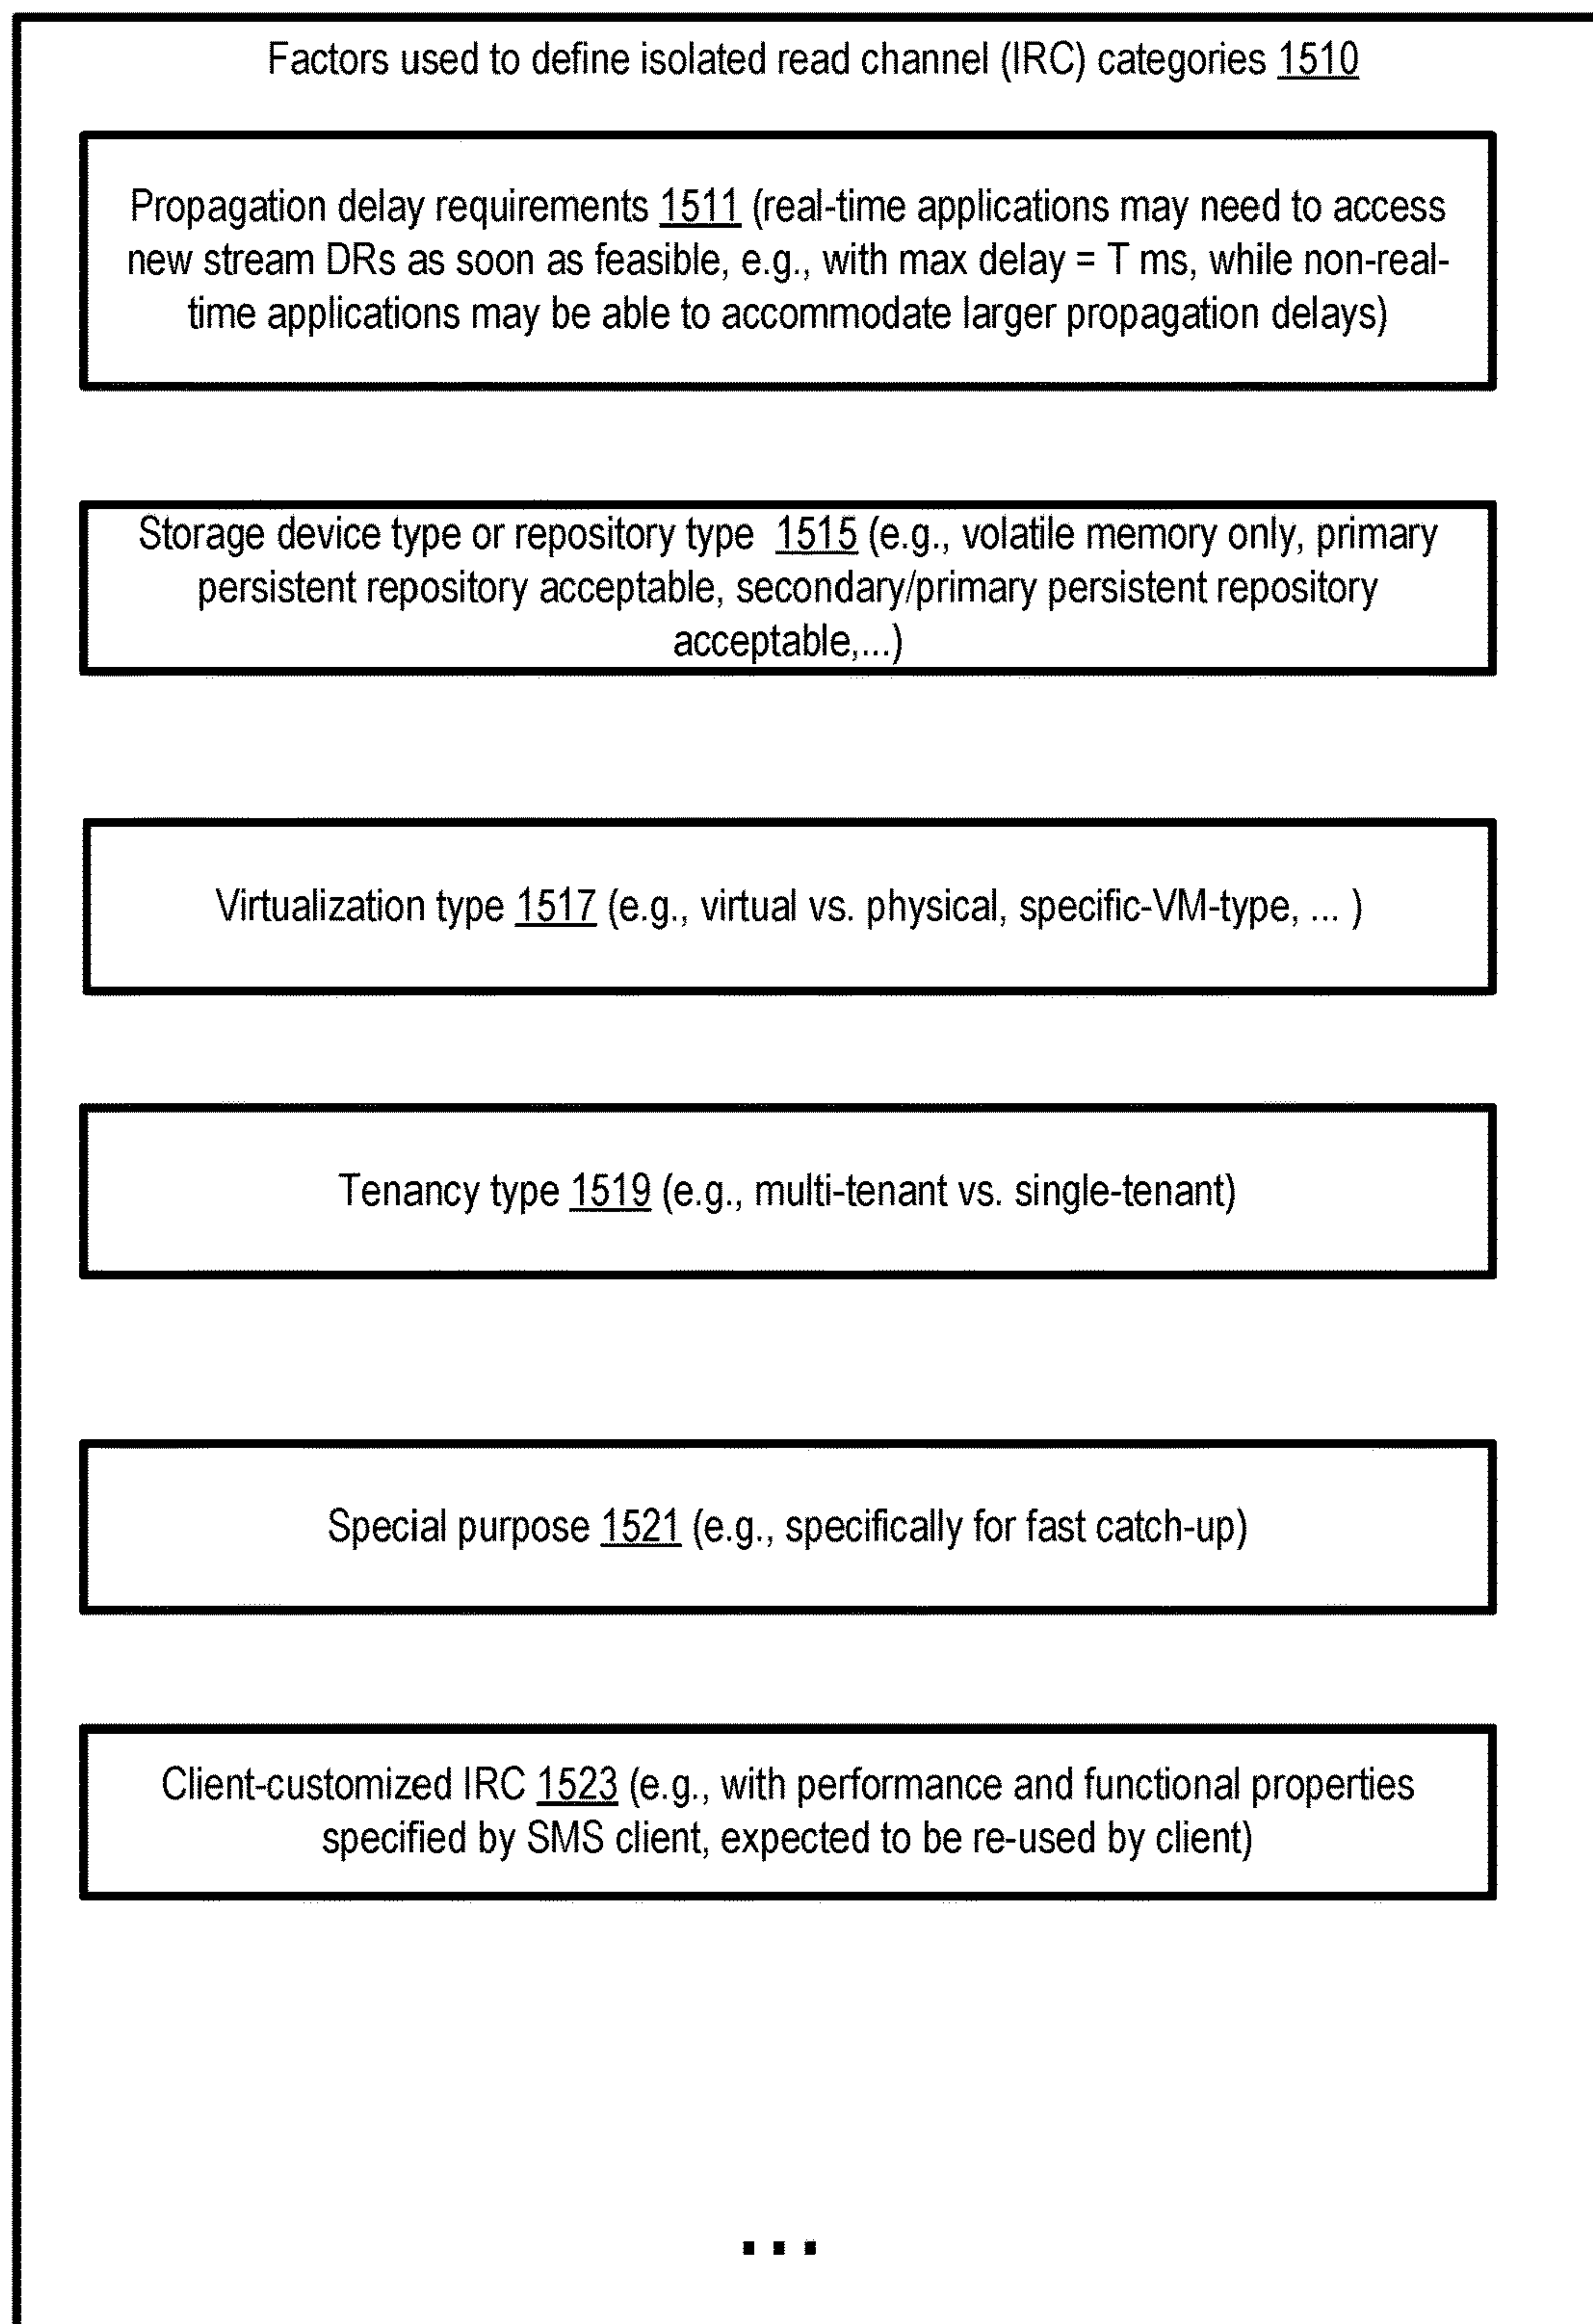 Factors used to define isolated read channel (IRC) categories 1510
Propagation delay requirements 1511 (real-time applications may need to access
new stream DRs as soon as feasible, e.g., with max delay = T ms, while non-real-
time applications may be able to accommodate larger propagation delays)
Storage device type or repository type 1515 (e.g., volatile memory only, primary
persistent repository acceptable, secondary/primary persistent repository
acceptable,...)
Virtualization type 1517 (e.g., virtual vs. physical, specific-VM-type, ... )
Tenancy type 1519 (e.g., multi-tenant vs. single-tenant)
Special purpose 1521 (e.g., specifically for fast catch-up)
Client-customized IRC 1523 (e.g., with performance and functional properties
specified by SMS client, expected to be re-used by client)
...